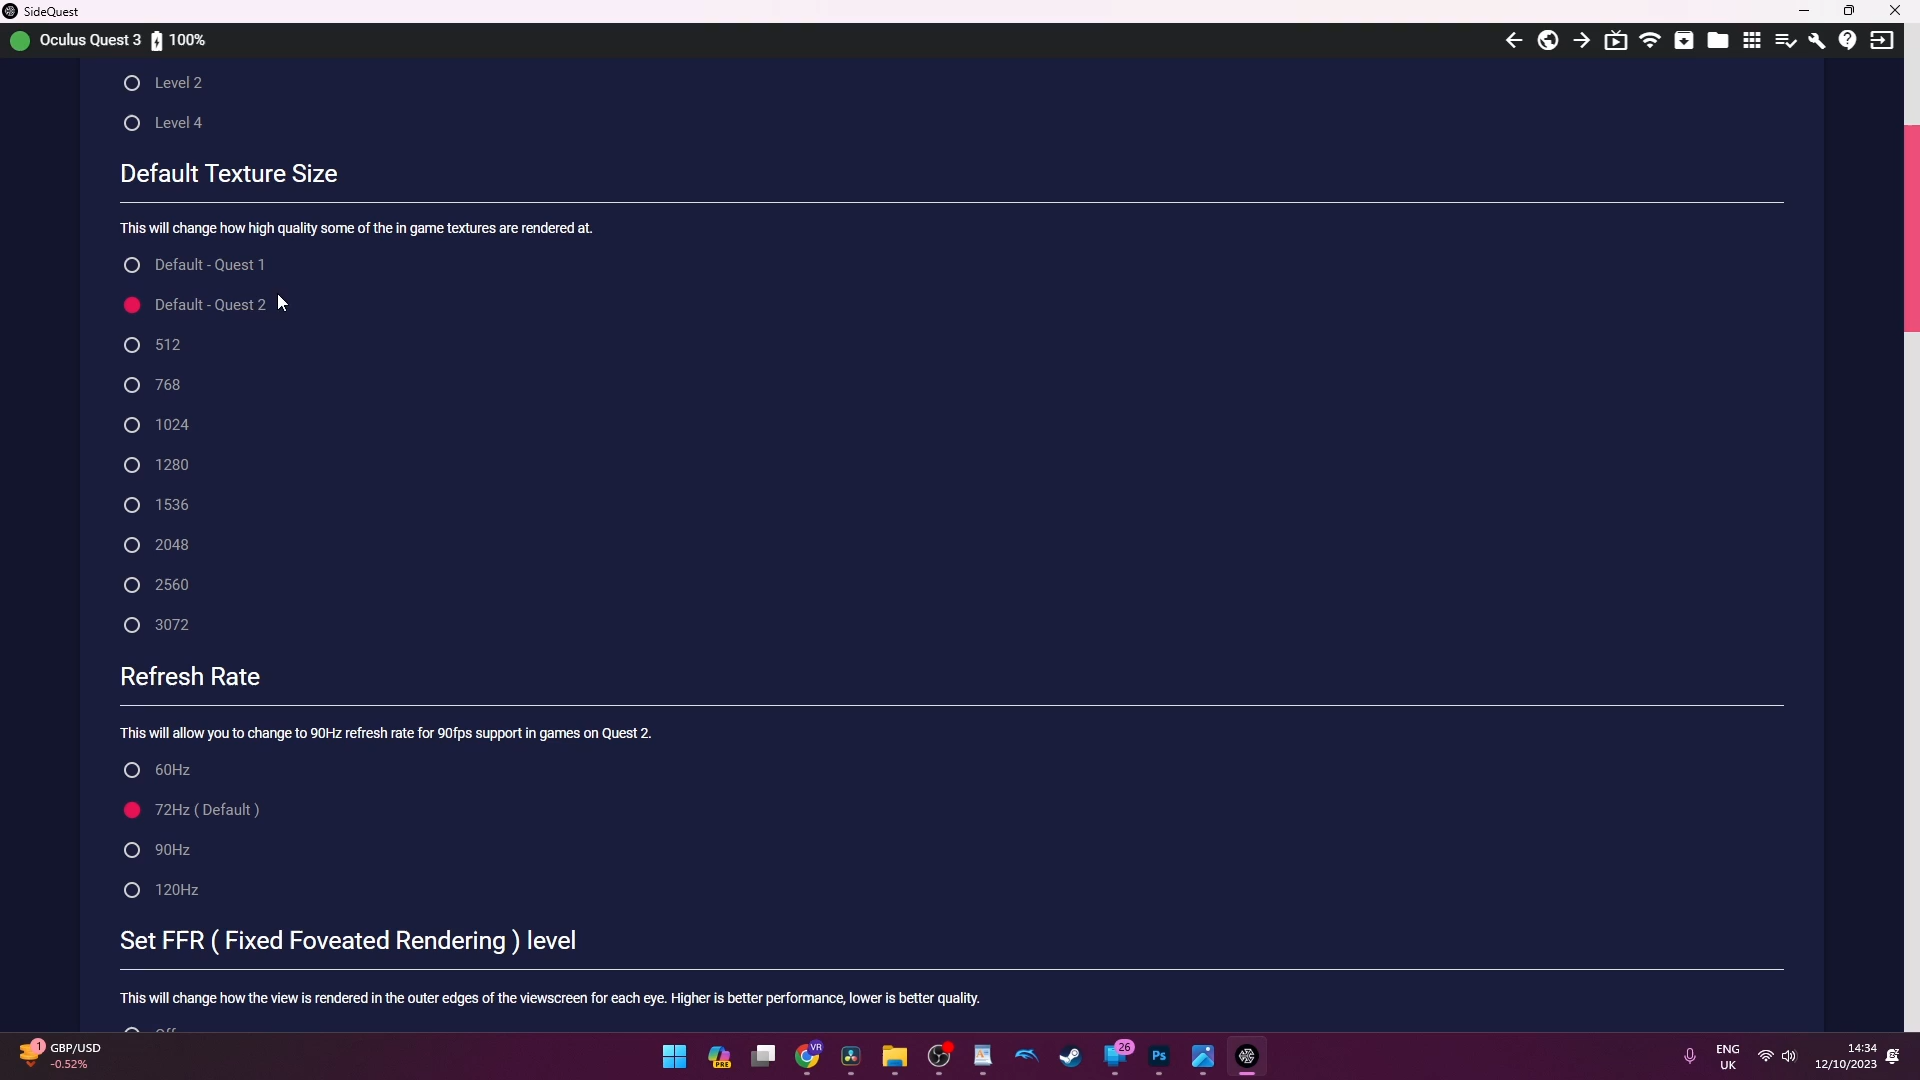 SideQuest
Oculus Quest 3 100%
Level 2
Level 4
Default Texture Size
This will change how high quality some of the in game textures are rendered at.
Default - Quest 1
Default - Quest 2
512
768
1024
1280
1536
2048
2560
3072
Refresh Rate
This will allow you to change to 90Hz refresh rate for 90fps support in games on Quest 2.
60Hz
72Hz ( Default )
90Hz
120Hz
Set FFR ( Fixed Foveated Rendering ) level
This will change how the view is rendered in the outer edges of the viewscreen for each eye. Higher is better performance, lower is better quality.
1 GBP/USD
-0.52%
PRE
VR
26
Ps
ENG
UK
14:34
12/10/2023